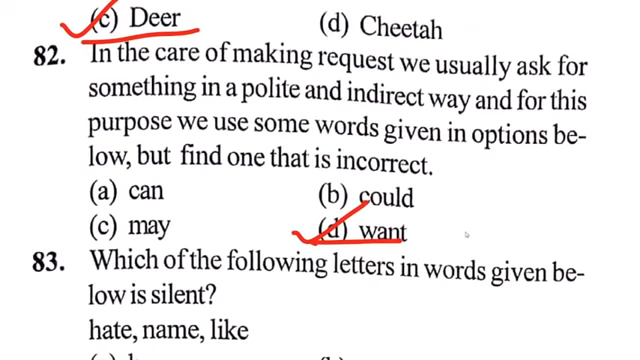 (c) Deer (d) Cheetah
82. In the care of making request we usually ask for
something in a polite and indirect way and for this
purpose we use some words given in options be-
low, but find one that is incorrect.
(a) can (b) could
(c) may (d) want
83. Which of the following letters in words given be-
low is silent?
hate, name, like